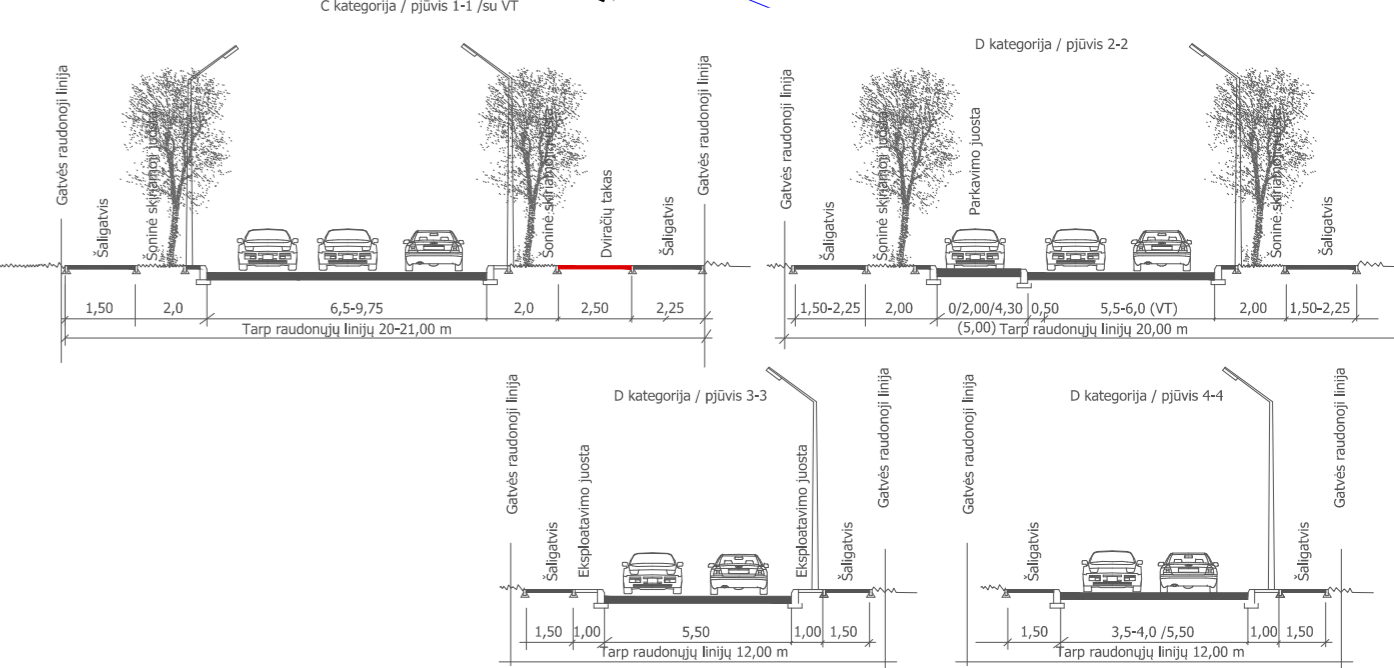 C kategorija / pjūvis 1-1 /su VT
Gatvės raudonoji linija
Šaligatvis
Šoninė skiriamoji juosta
Šoninė skiriamoji juosta
Dviračių takas
Šaligatvis
Gatvės raudonoji linija
1,50
2,0
6,5-9,75
2,0
2,50
2,25
Tarp raudonųjų linijų 20-21,00 m
D kategorija / pjūvis 2-2
Gatvės raudonoji linija
Šaligatvis
Šoninė skiriamoji juosta
Parkavimo juosta
Šoninė skiriamoji juosta
Šaligatvis
1,50-2,25
2,00
0/2,00/4,30
0,50
5,5-6,0 (VT)
2,00
1,50-2,25
(5,00)
Tarp raudonųjų linijų 20,00 m
D kategorija / pjūvis 3-3
Gatvės raudonoji linija
Šaligatvis
Eksploatavimo juosta
Eksploatavimo juosta
Šaligatvis
Gatvės raudonoji linija
1,50
1,00
5,50
1,00
1,50
Tarp raudonųjų linijų 12,00 m
D kategorija / pjūvis 4-4
Gatvės raudonoji linija
Šaligatvis
Šaligatvis
Gatvės raudonoji linija
1,50
3,5-4,0 /5,50
1,00
1,50
Tarp raudonųjų linijų 12,00 m